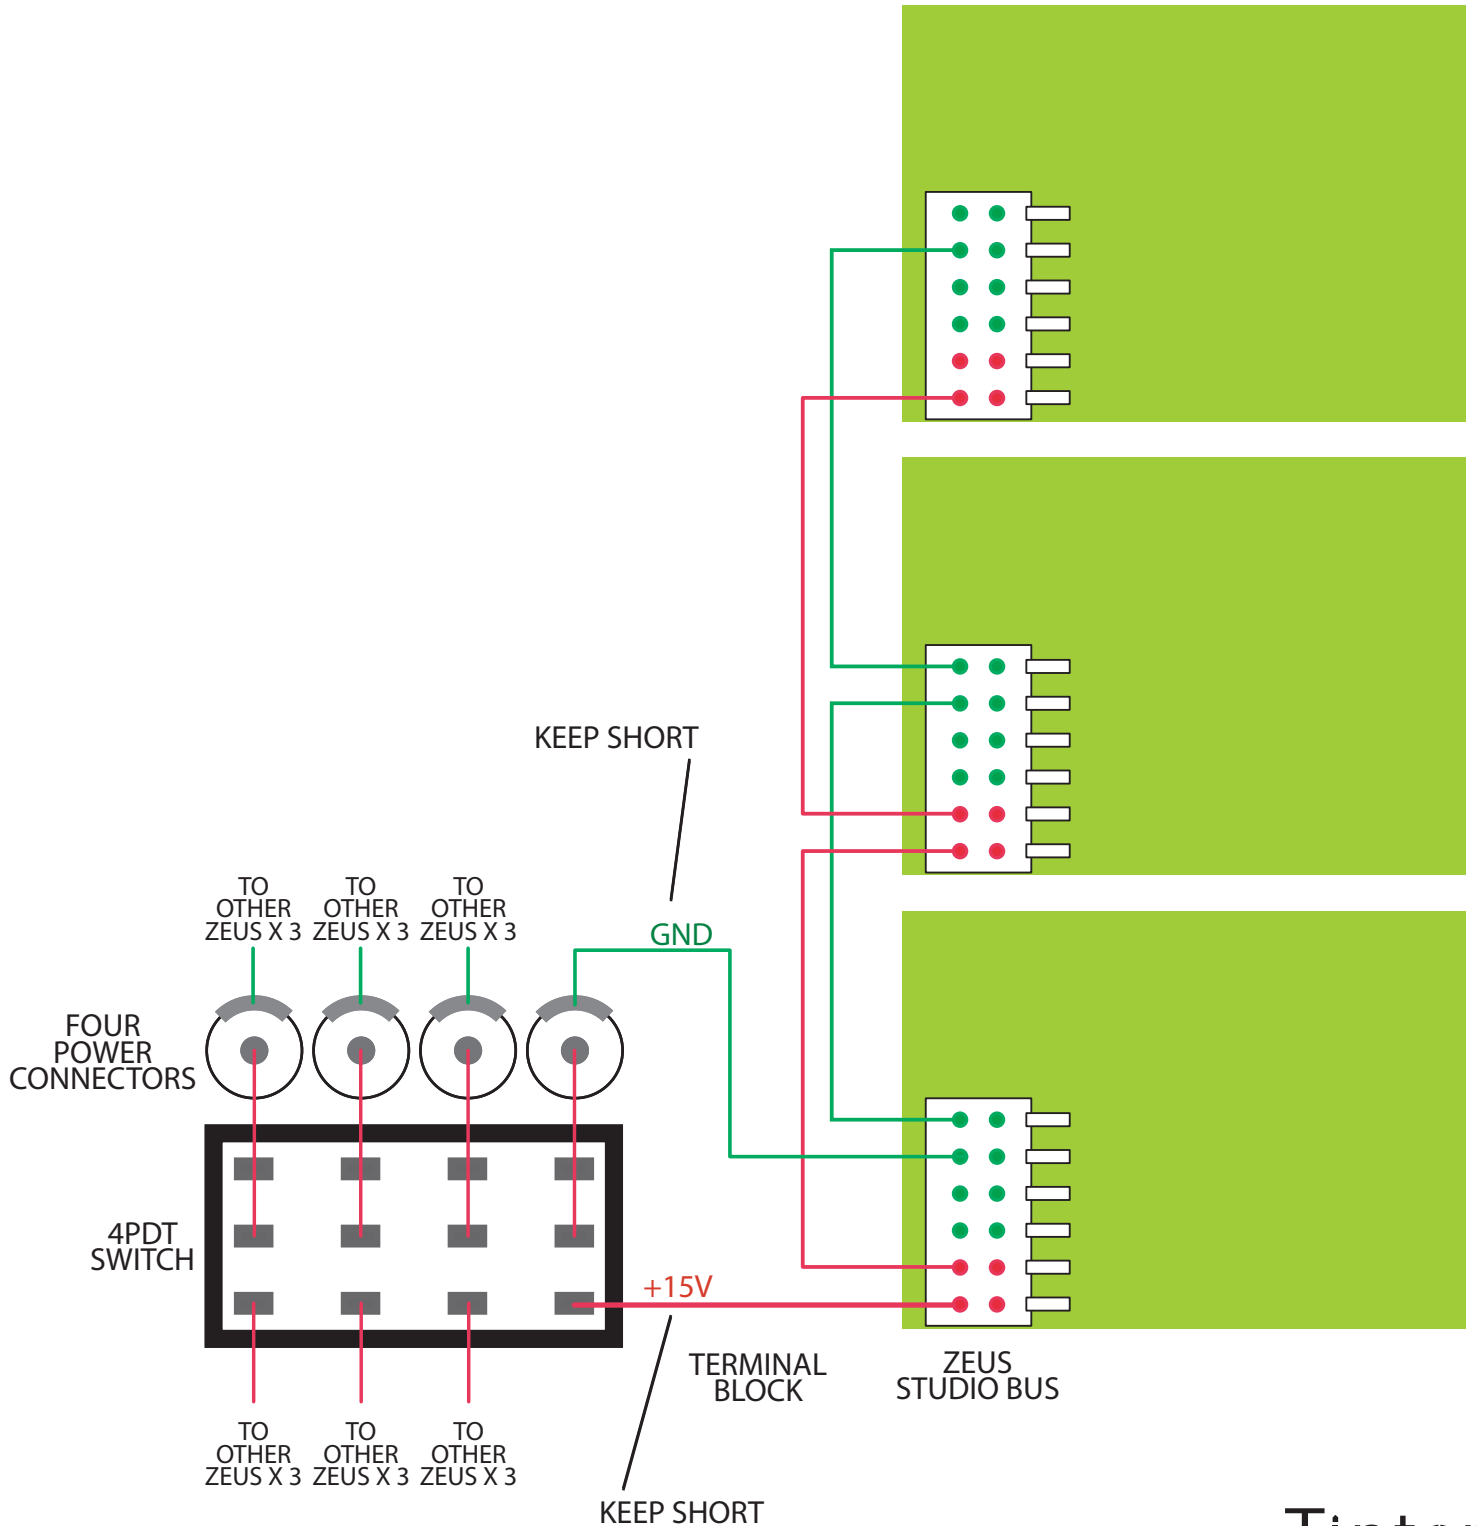 KEEP SHORT
TO
OTHER
ZEUS X 3
TO
OTHER
ZEUS X 3
TO
OTHER
ZEUS X 3
GND
FOUR
POWER
CONNECTORS
4PDT
SWITCH
+15V
TERMINAL
BLOCK
ZEUS
STUDIO BUS
TO
OTHER
ZEUS X 3
TO
OTHER
ZEUS X 3
TO
OTHER
ZEUS X 3
KEEP SHORT